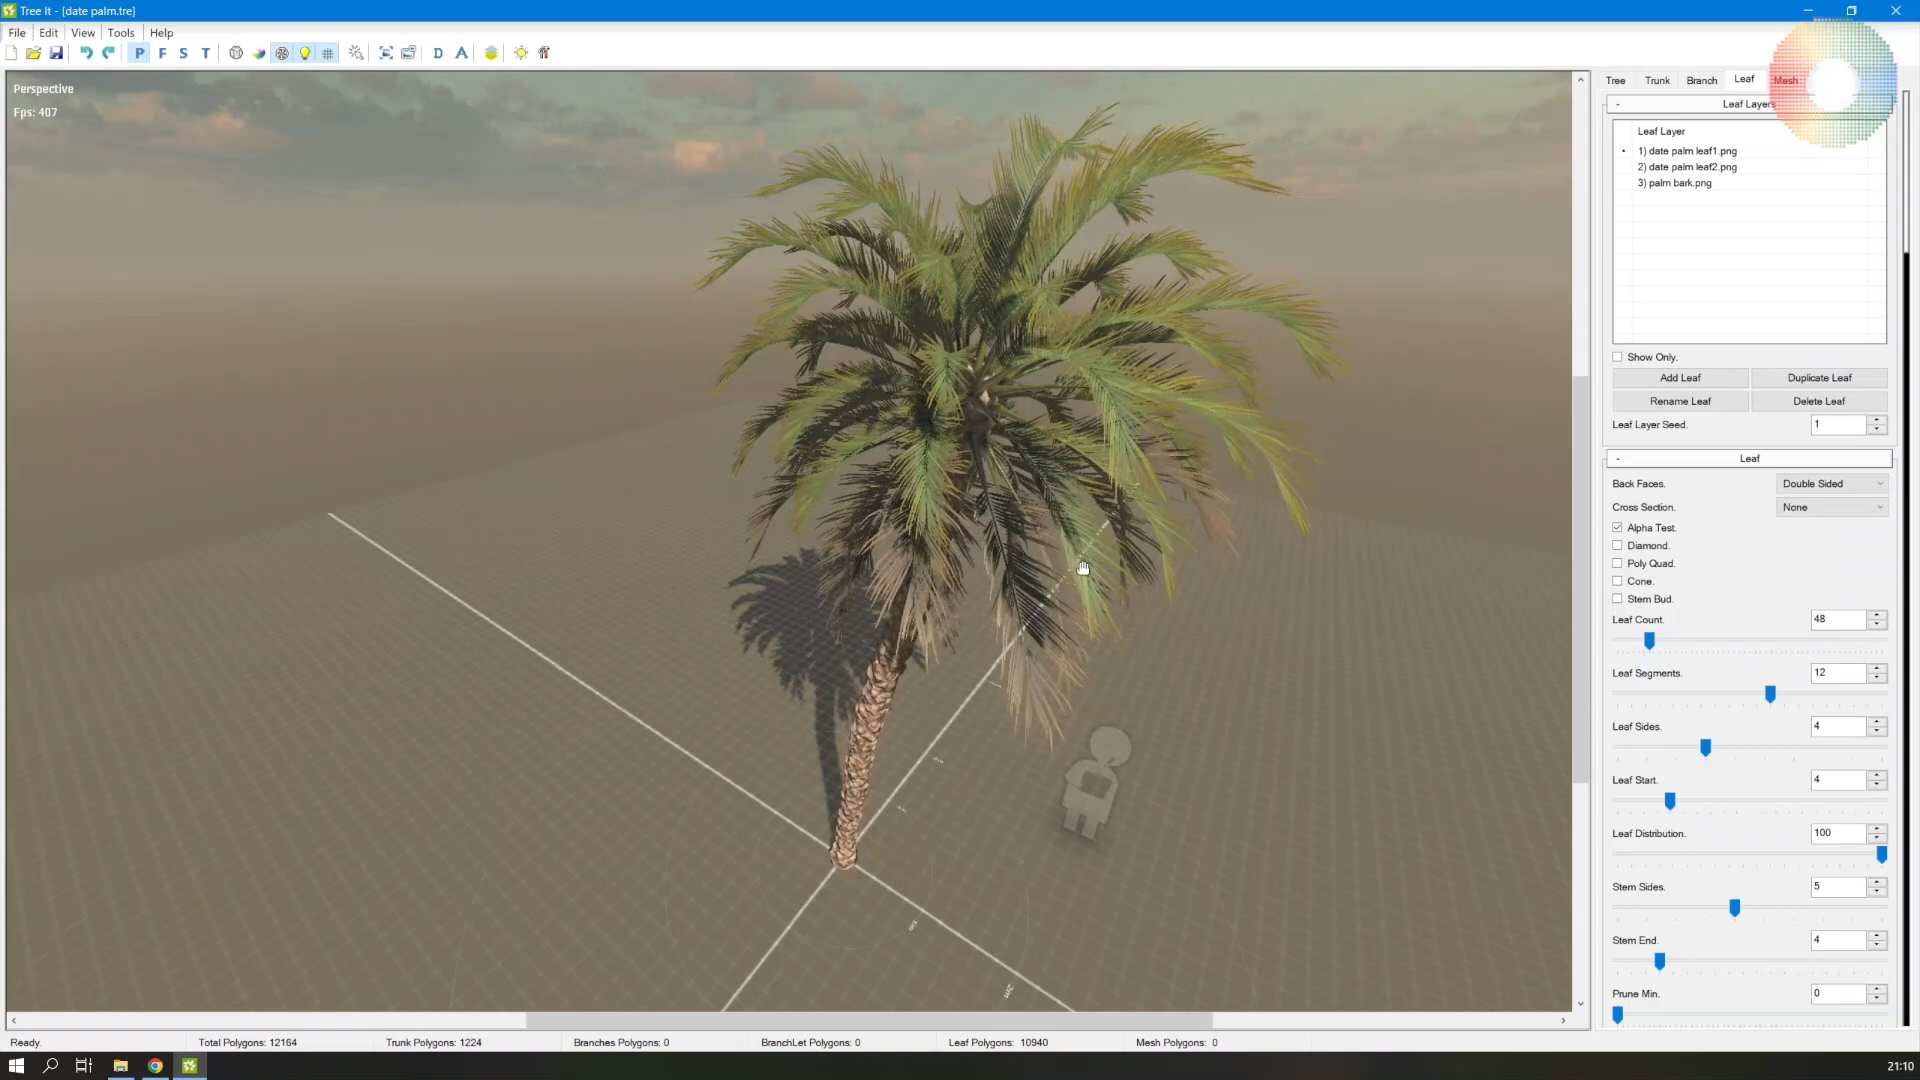 Tree It - [date palm.tre]
File Edit View Tools Help
P F S T D A
Perspective
Fps: 407
Tree Trunk Branch Leaf Mesh
- Leaf Layers
Leaf Layer
1) date palm leaf1.png
2) date palm leaf2.png
3) palm bark.png
Show Only.
Add Leaf Duplicate Leaf
Rename Leaf Delete Leaf
Leaf Layer Seed. 1
- Leaf
Back Faces. Double Sided
Cross Section. None
Alpha Test.
Diamond.
Poly Quad.
Cone.
Stem Bud.
Leaf Count. 48
Leaf Segments. 12
Leaf Sides. 4
Leaf Start. 4
Leaf Distribution. 100
Stem Sides. 5
Stem End. 4
Prune Min. 0
1m
2m
Ready. Total Polygons: 12164 Trunk Polygons: 1224 Branches Polygons: 0 BranchLet Polygons: 0 Leaf Polygons: 10940 Mesh Polygons: 0
21:10